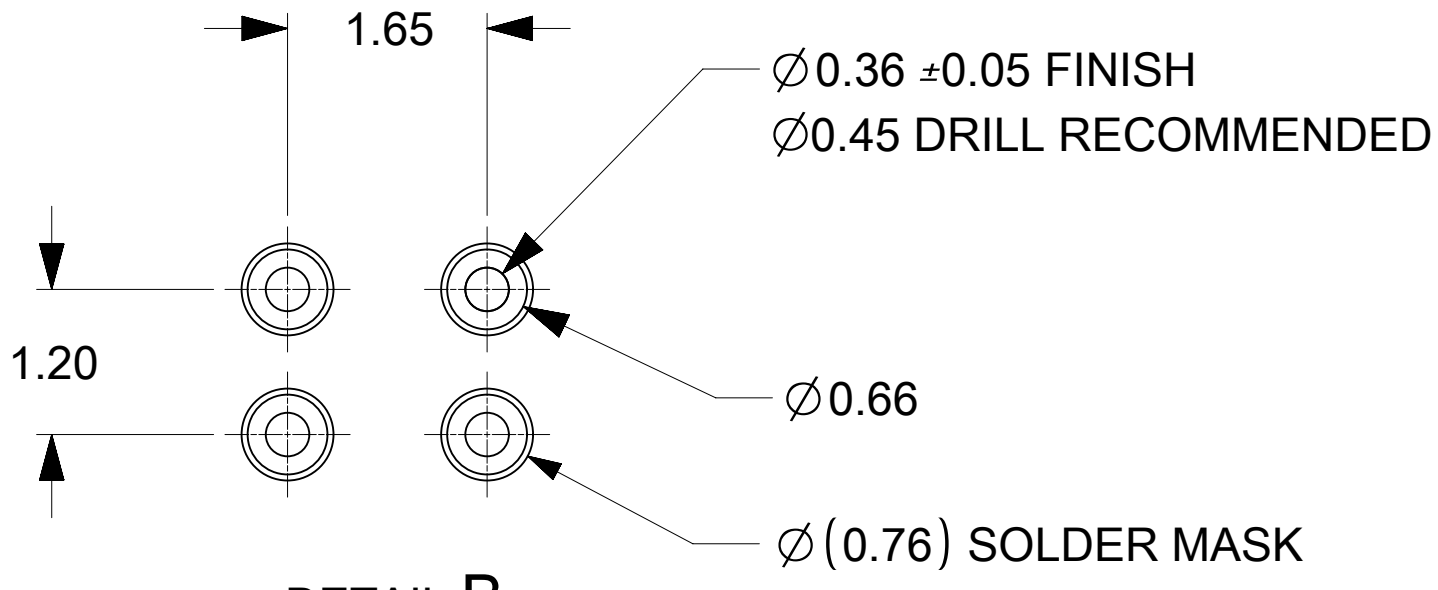 1.65
⌀0.36 ±0.05 FINISH
⌀0.45 DRILL RECOMMENDED
1.20
⌀0.66
⌀(0.76) SOLDER MASK
DETAIL B